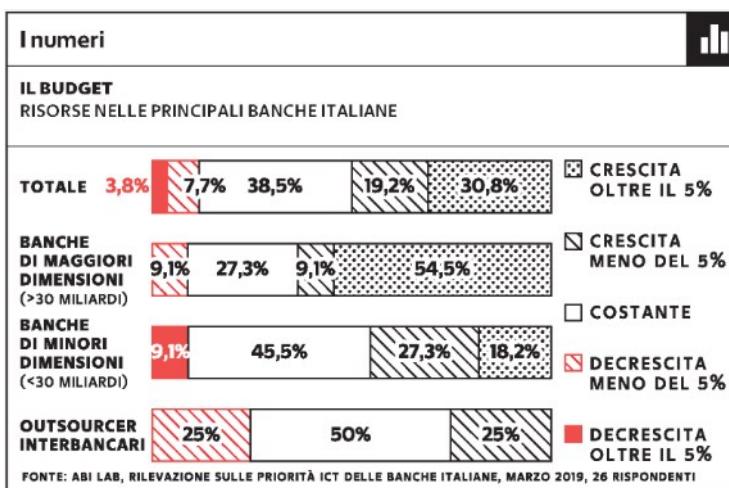 I numeri
IL BUDGET
RISORSE NELLE PRINCIPALI BANCHE ITALIANE
TOTALE 3,8% 7,7% 38,5% 19,2% 30,8%
BANCHE
DI MAGGIORI
DIMENSIONI
(>30 MILIARDI)
9,1% 27,3% 9,1% 54,5%
BANCHE
DI MINORI
DIMENSIONI
(<30 MILIARDI)
9,1% 45,5% 27,3% 18,2%
OUTSOURCER
INTERBANCARI
25% 50% 25%
CRESCITA
OLTRE IL 5%
CRESCITA
MENO DEL 5%
COSTANTE
DECRESCITA
MENO DEL 5%
DECRESCITA
OLTRE IL 5%
FONTE: ABI LAB, RILEVAZIONE SULLE PRIORITÀ ICT DELLE BANCHE ITALIANE, MARZO 2019, 26 RISPONDENTI